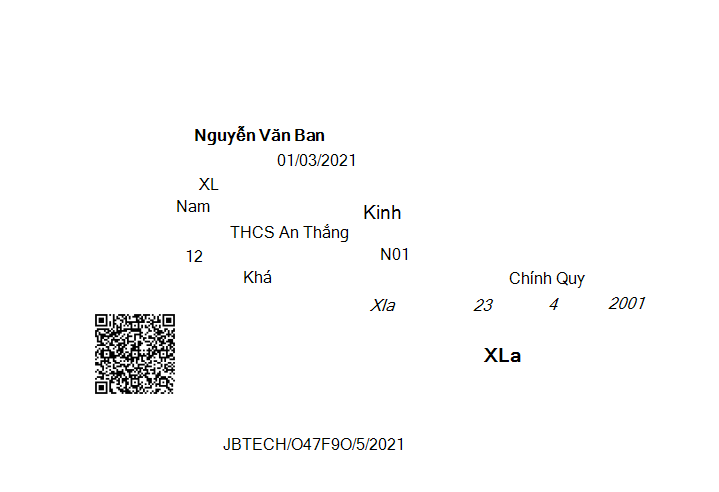 Nguyễn Văn Ban
01/03/2021
XL
Nam Kinh
THCS An Thắng
12 N01
Khá Chính Quy
Xla 23 4 2001
XLa
JBTECH/O47F9O/5/2021